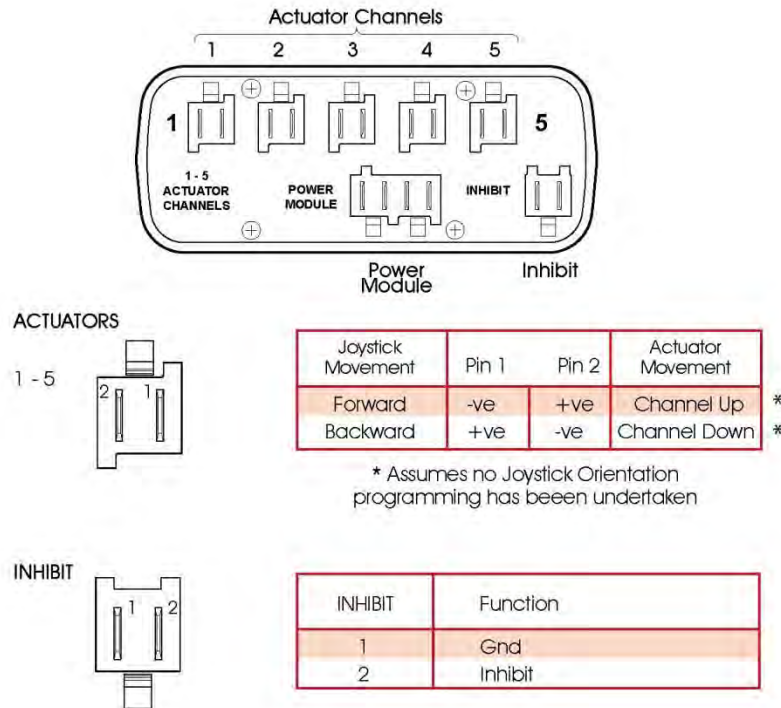 Actuator Channels
1 2 3 4 5
1 5
1 - 5
ACTUATOR
CHANNELS
POWER
MODULE
INHIBIT
Power
Module
Inhibit
ACTUATORS
1 - 5
2 1
Joystick
Movement
Pin 1
Pin 2
Actuator
Movement
Forward -ve +ve Channel Up *
Backward +ve -ve Channel Down *
* Assumes no Joystick Orientation
programming has beeen undertaken
INHIBIT
1 2
INHIBIT Function
1 Gnd
2 Inhibit